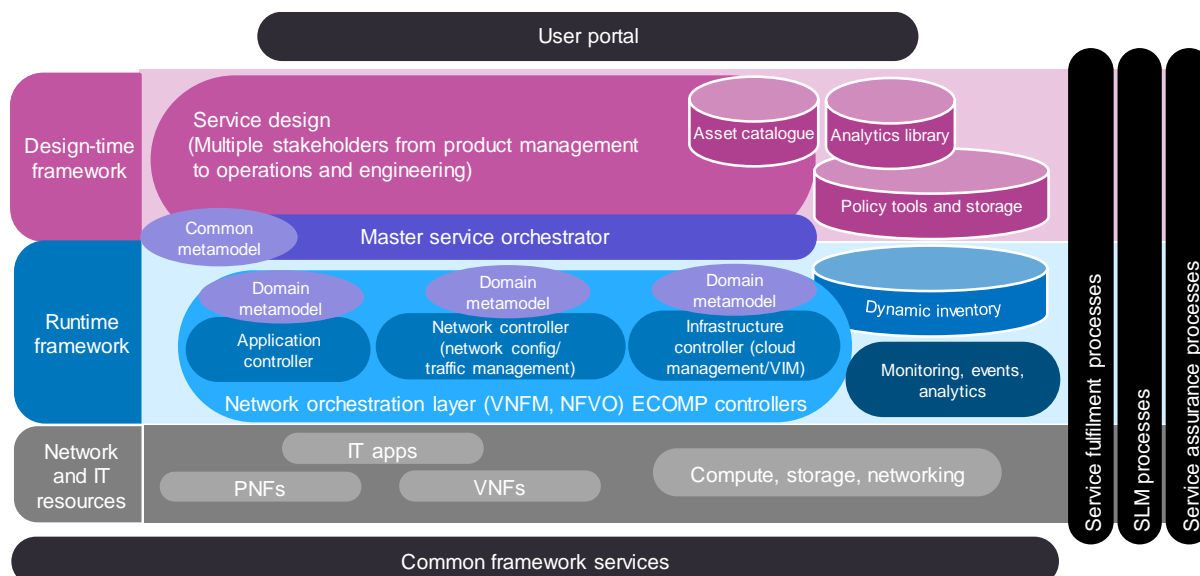 User portal
Design-time
framework
Service design
(Multiple stakeholders from product management
to operations and engineering)
Asset catalogue
Analytics library
Policy tools and storage
Common
metamodel
Master service orchestrator
Runtime
framework
Domain
metamodel
Domain
metamodel
Domain
metamodel
Dynamic inventory
Application
controller
Network controller
(network config/
traffic management)
Infrastructure
controller (cloud
management/VIM)
Monitoring, events,
analytics
Network orchestration layer (VNFM, NFVO) ECOMP controllers
Network
and IT
resources
IT apps
PNFs
VNFs
Compute, storage, networking
Common framework services
Service fulfilment processes
SLM processes
Service assurance processes